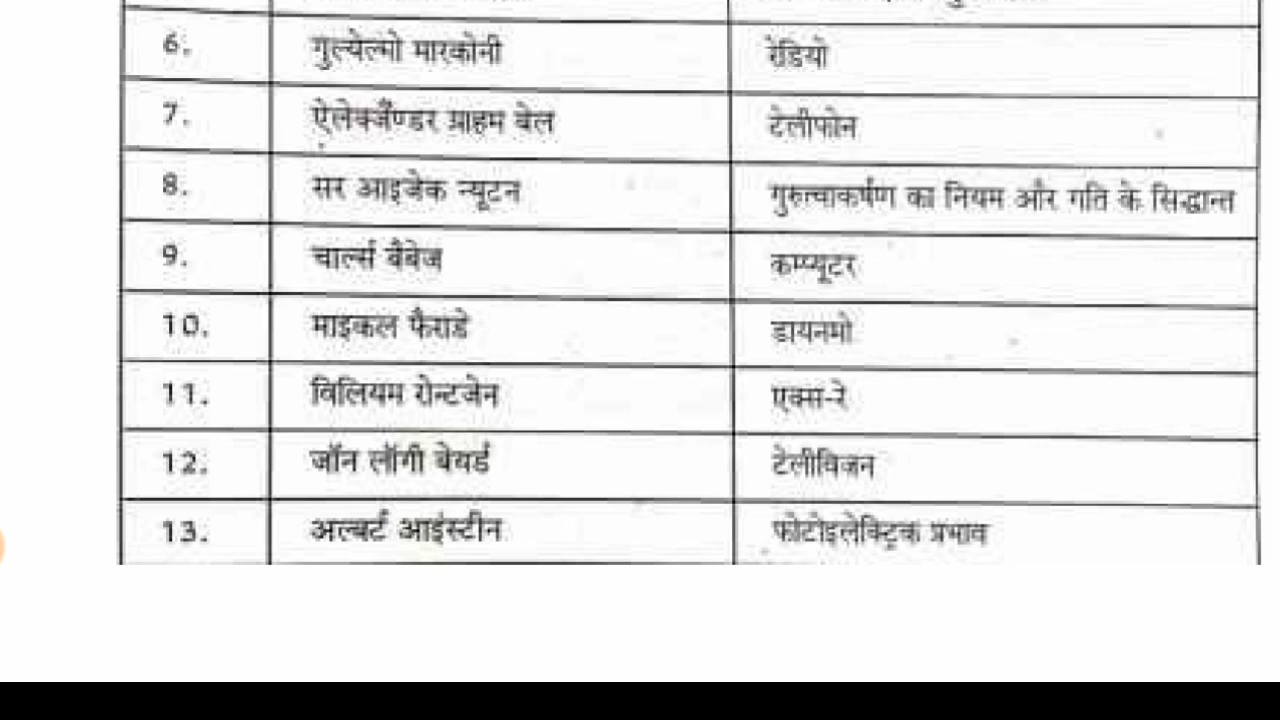 6. गुल्येल्मो मारकोनी रेडियो
7. ऐलेक्जैण्डर ग्राहम बेल टेलीफोन
8. सर आइजेक न्यूटन गुरुत्वाकर्षण का नियम और गति के सिद्धान्त
9. चार्ल्स बैबेज कम्प्यूटर
10. माइकल फैराडे डायनमो
11. विलियम रोन्टजेन एक्स-रे
12. जॉन लॉगी बेयर्ड टेलीविजन
13. अल्बर्ट आइंस्टीन फोटोइलेक्ट्रिक प्रभाव